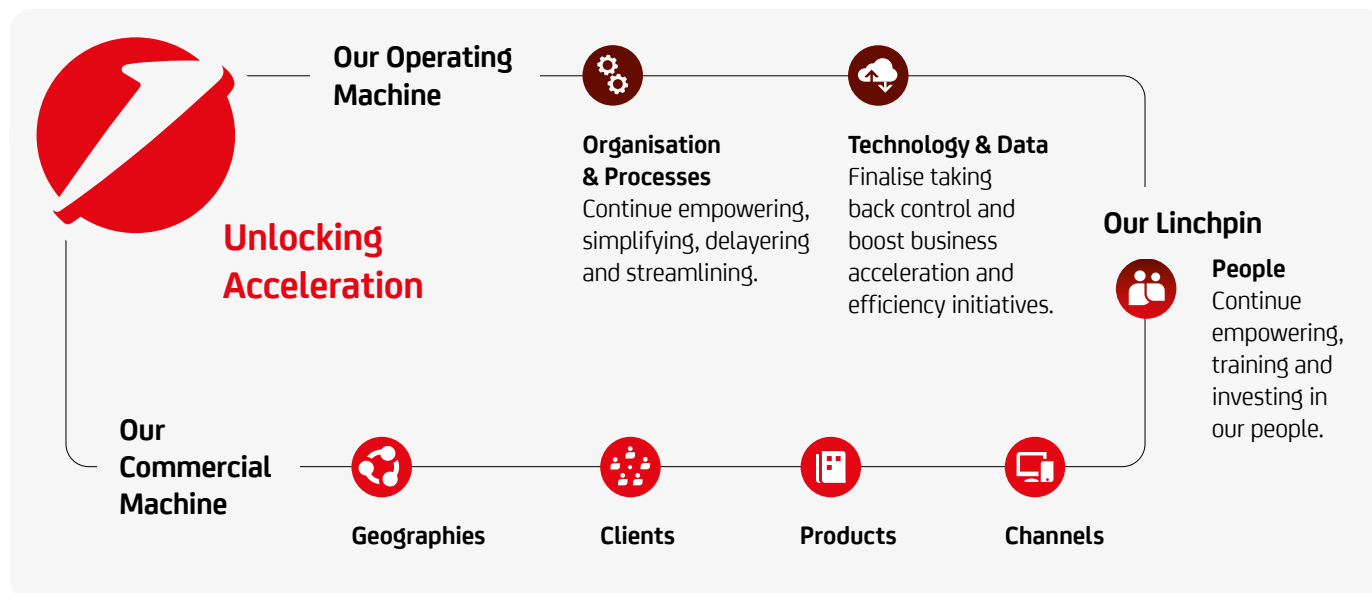 Our Operating
Machine
Organisation
& Processes
Continue empowering,
simplifying, delayering
and streamlining.
Technology & Data
Finalise taking
back control and
boost business
acceleration and
efficiency initiatives.
Unlocking
Acceleration
Our Linchpin
People
Continue
empowering,
training and
investing in
our people.
Our
Commercial
Machine
Geographies
Clients
Products
Channels